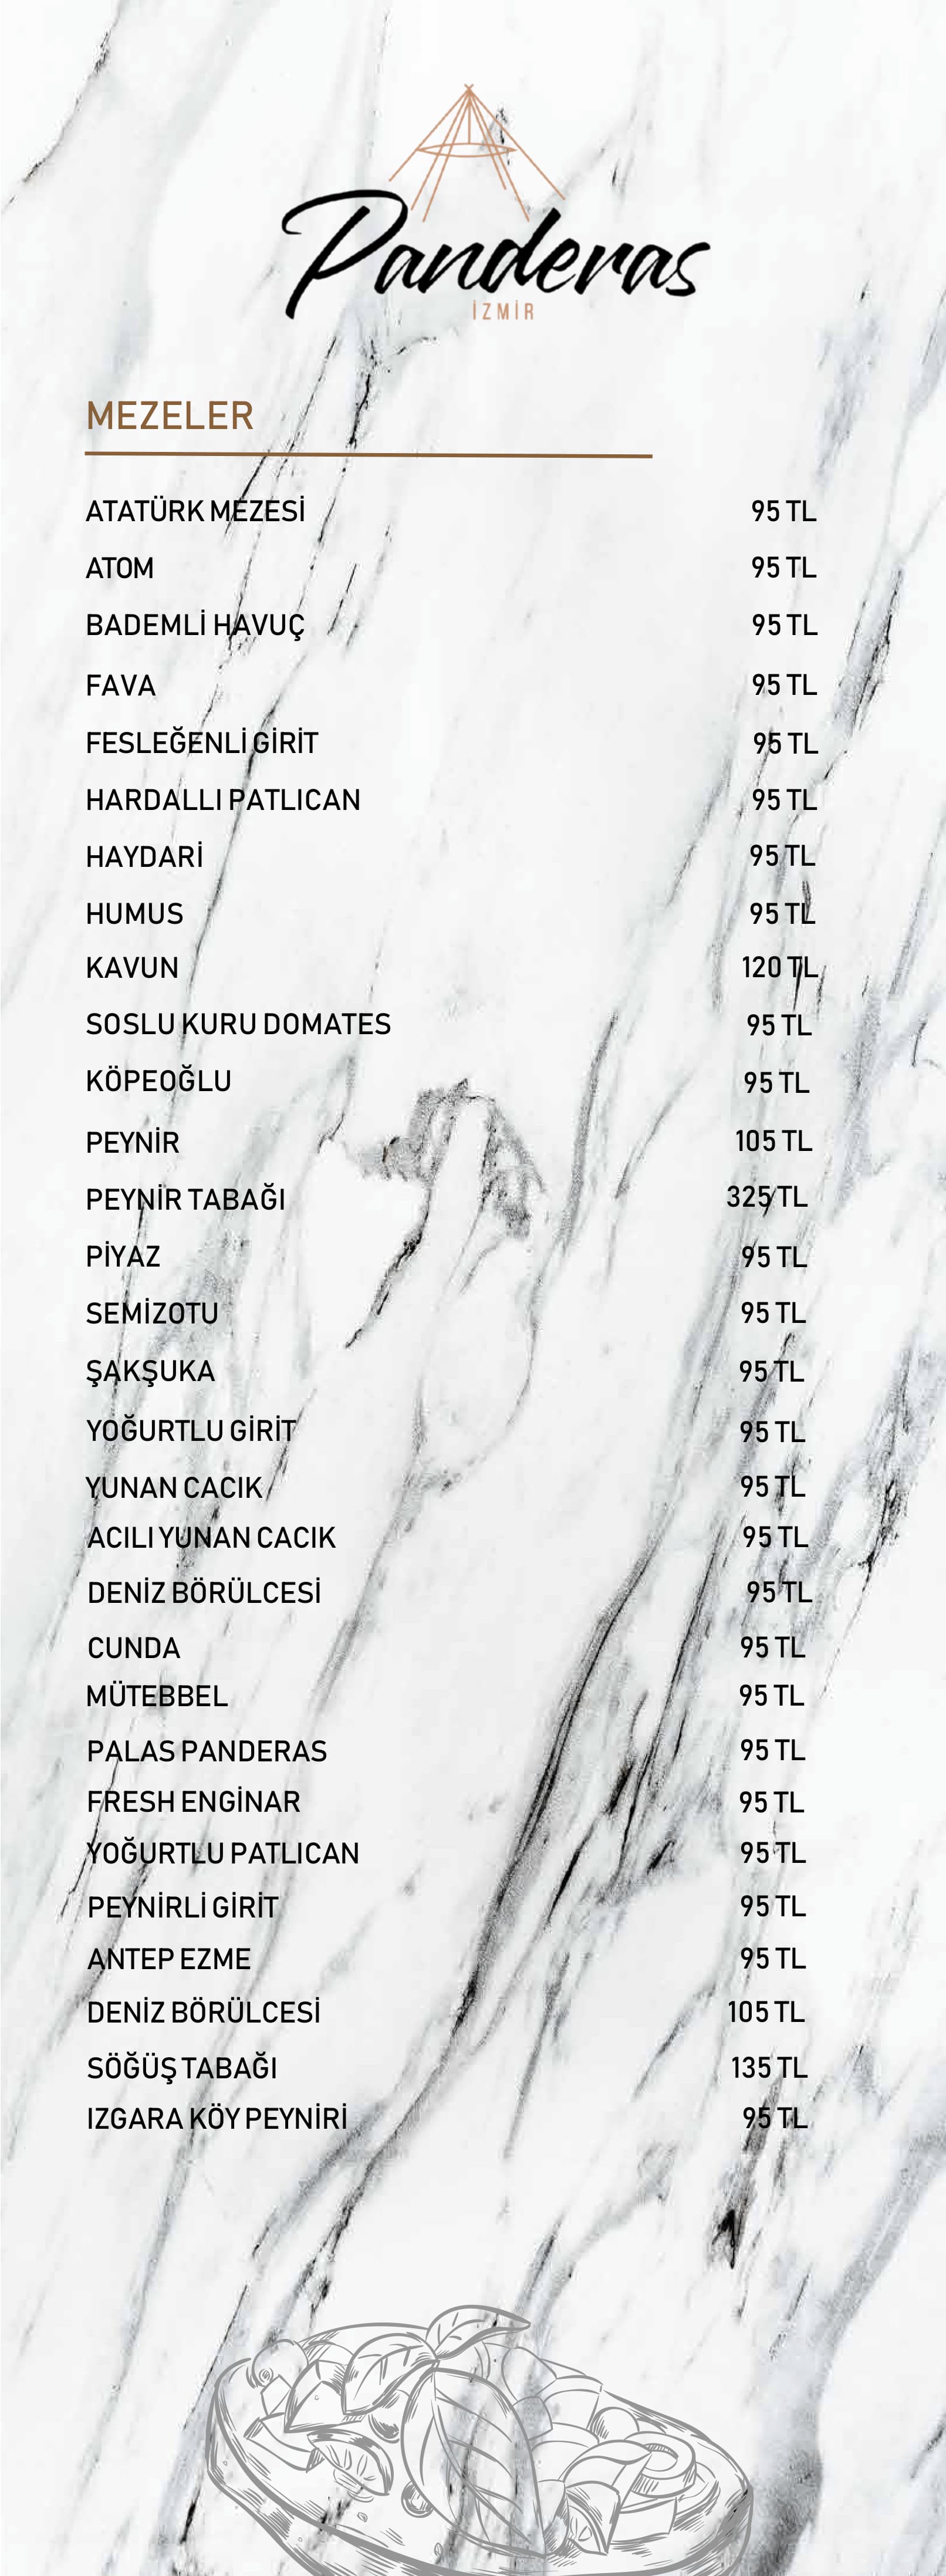 Panderas
İZMİR
MEZELER
ATATÜRK MEZESİ 95 TL
ATOM 95 TL
BADEMLİ HAVUÇ 95 TL
FAVA 95 TL
FESLEĞENLİ GİRİT 95 TL
HARDALLI PATLICAN 95 TL
HAYDARİ 95 TL
HUMUS 95 TL
KAVUN 120 TL
SOSLU KURU DOMATES 95 TL
KÖPEOĞLU 95 TL
PEYNİR 105 TL
PEYNİR TABAĞI 325 TL
PİYAZ 95 TL
SEMİZOTU 95 TL
ŞAKŞUKA 95 TL
YOĞURTLU GİRİT 95 TL
YUNAN CACIK 95 TL
ACILI YUNAN CACIK 95 TL
DENİZ BÖRÜLCESİ 95 TL
CUNDA 95 TL
MÜTEBBEL 95 TL
PALAS PANDERAS 95 TL
FRESH ENGİNAR 95 TL
YOĞURTLU PATLICAN 95 TL
PEYNİRLİ GİRİT 95 TL
ANTEP EZME 95 TL
DENİZ BÖRÜLCESİ 105 TL
SÖĞÜŞ TABAĞI 135 TL
IZGARA KÖY PEYNİRİ 95 TL